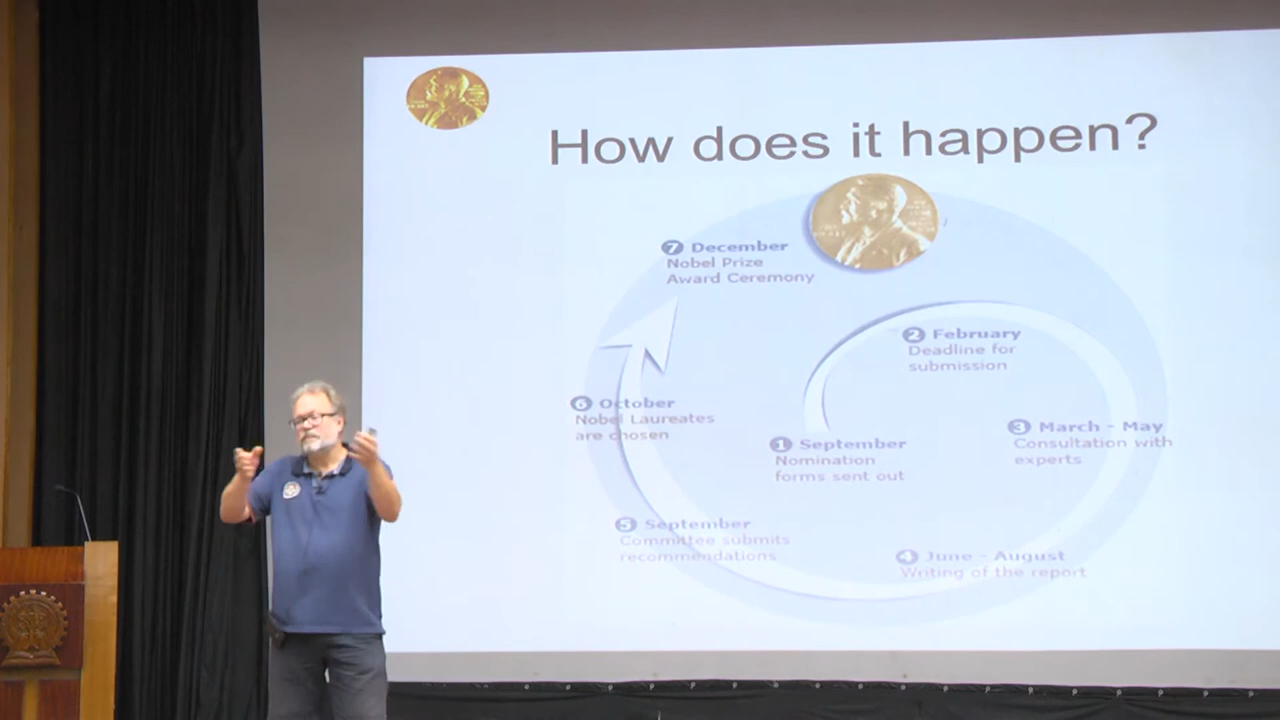 How does it happen?
7 December
Nobel Prize
Award Ceremony
2 February
Deadline for
submission
6 October
Nobel Laureates
are chosen
1 September
Nomination
forms sent out
3 March - May
Consultation with
experts
5 September
Committee submits
recommendations
4 June - August
Writing of the report